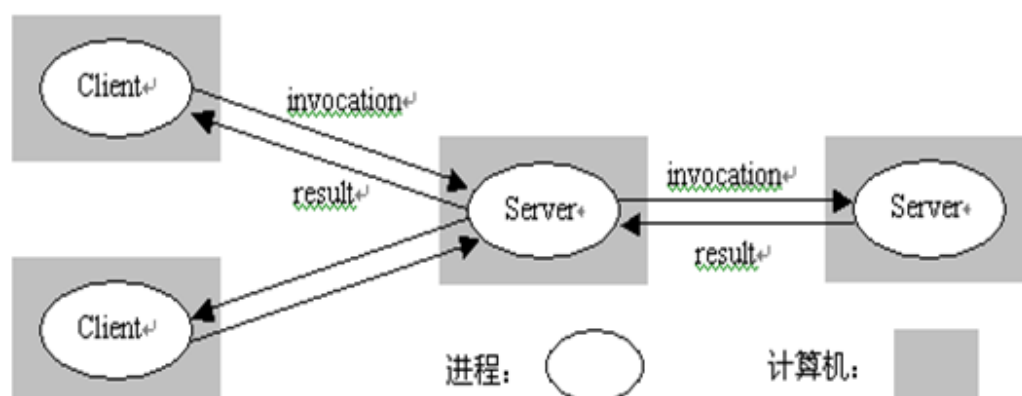 Client
invocation
result
Server
invocation
result
Server
Client
进程：
计算机：